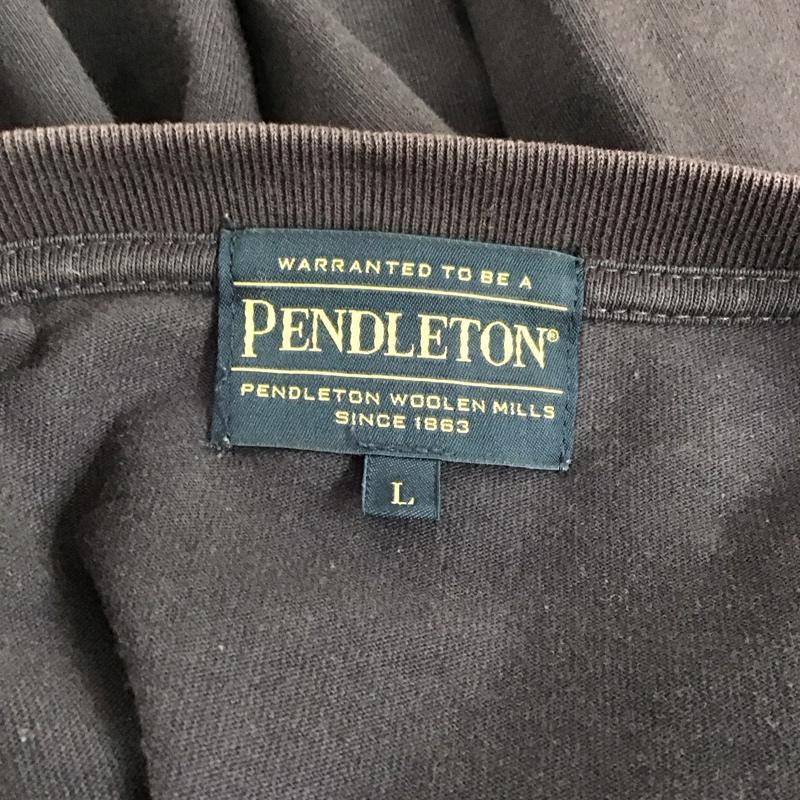 WARRANTED TO BE A
PENDLETON®
PENDLETON WOOLEN MILLS
SINCE 1863
L